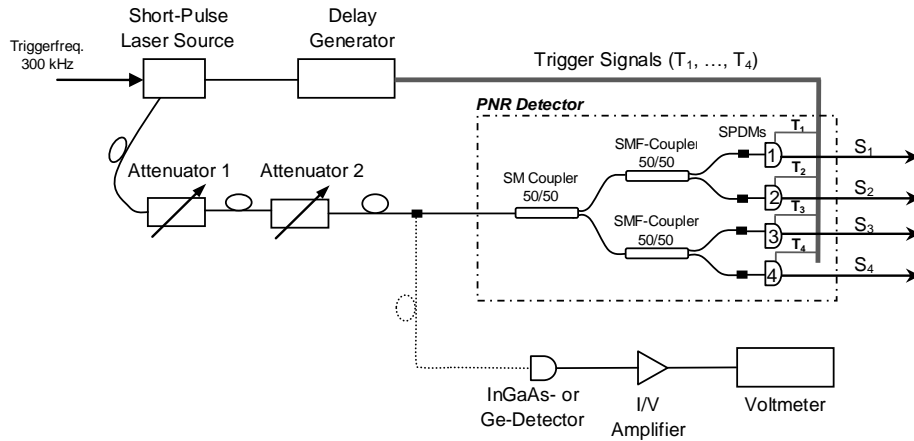 Short-Pulse
Laser Source
Delay
Generator
Triggerfreq.
300 kHz
Trigger Signals (T1, …, T4)
PNR Detector
SPDMs
T1
SMF-Coupler
50/50
1
S1
Attenuator 1
Attenuator 2
SM Coupler
50/50
T2
2
S2
T3
SMF-Coupler
50/50
3
S3
T4
4
S4
InGaAs- or
Ge-Detector
I/V
Amplifier
Voltmeter